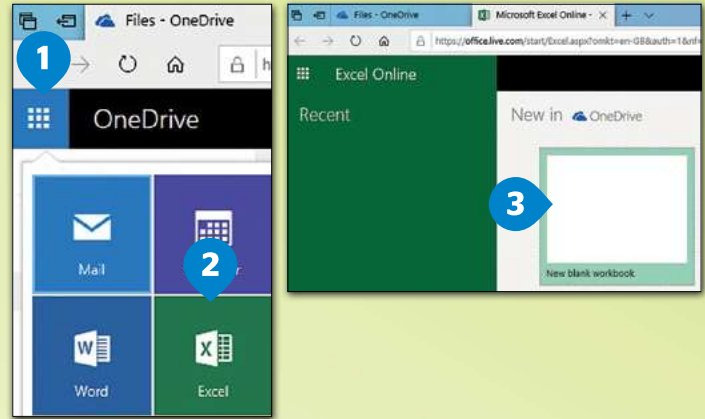 Files - OneDrive
1
OneDrive
Mail
2
Word
Excel
Files - OneDrive
Microsoft Excel Online -
https://office.live.com/start/Excel.aspx?omkt=en-GB&auth=1&nf
Excel Online
Recent
New in OneDrive
3
New blank workbook